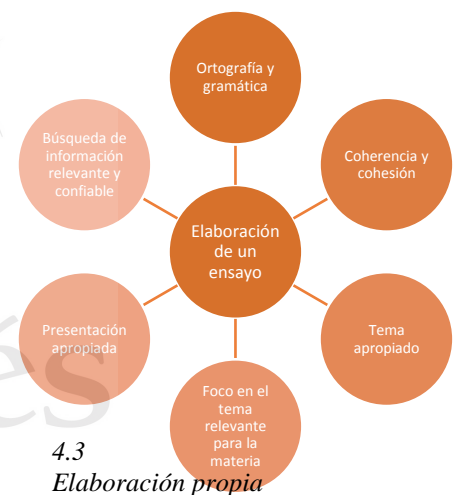 Ortografía y
gramática
Coherencia y
cohesión
Tema
apropiado
Foco en el
tema
relevante
para la
materia
Presentación
apropiada
Búsqueda de
información
relevante y
confiable
Elaboración
de un
ensayo
4.3
Elaboración propia